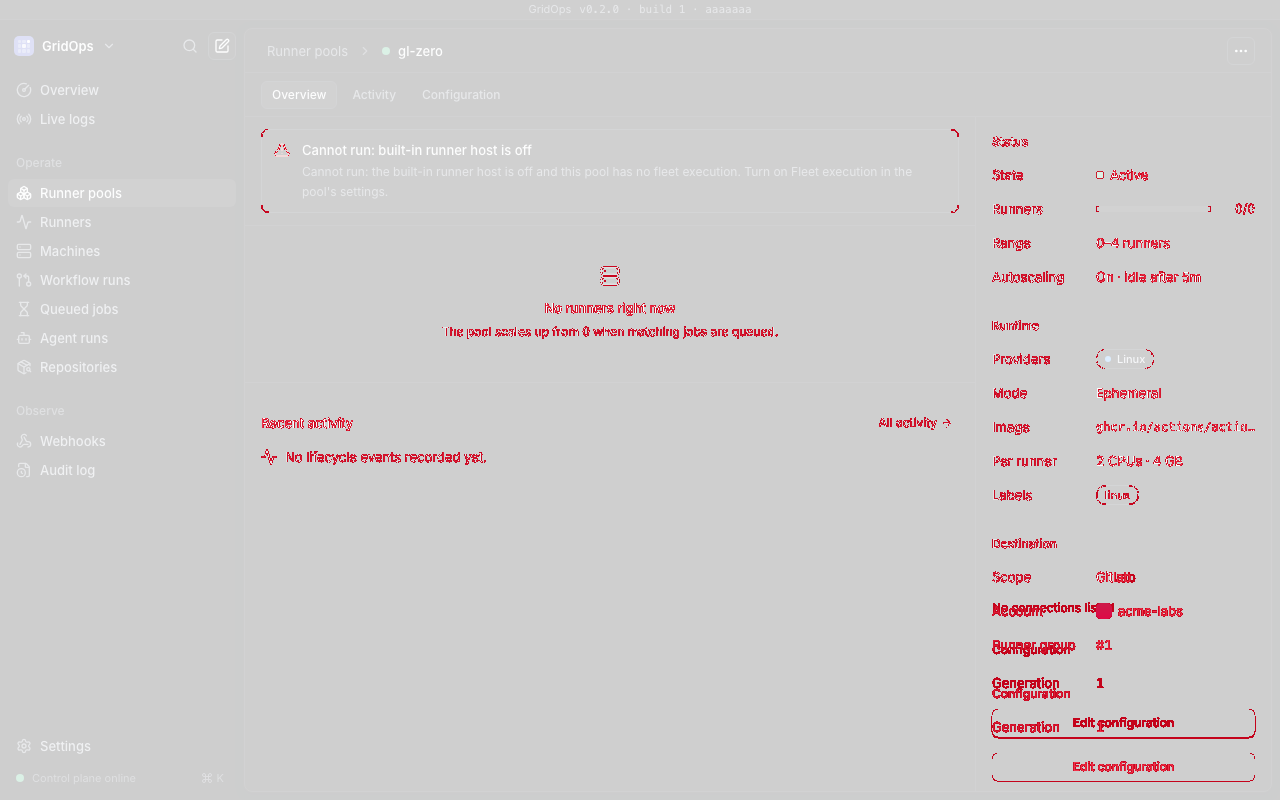 GridOps v0.2.0 · build 1 · aaaaaaa
GridOps
Runner pools
gl-zero
Overview
Activity
Configuration
Overview
Live logs
Operate
Runner pools
Runners
Machines
Workflow runs
Queued jobs
Agent runs
Repositories
Observe
Webhooks
Audit log
Settings
Control plane online
⌘ K
Cannot run: built-in runner host is off
Cannot run: the built-in runner host is off and this pool has no fleet execution. Turn on Fleet execution in the
pool's settings.
No runners right now
The pool scales up from 0 when matching jobs are queued.
Recent activity
All activity →
No lifecycle events recorded yet.
Status
State
Active
Runners
0/0
Range
0–4 runners
Autoscaling
On · Idle after 5m
Runtime
Providers
Linux
Mode
Ephemeral
Image
ghcr.io/actions/actio…
Per runner
2 CPUs · 4 GB
Labels
linux
Destination
Scope
No connections
Account
acme-labs
Runner group
#1
Configuration
Generation
1
Configuration
Generation
Edit configuration
Edit configuration